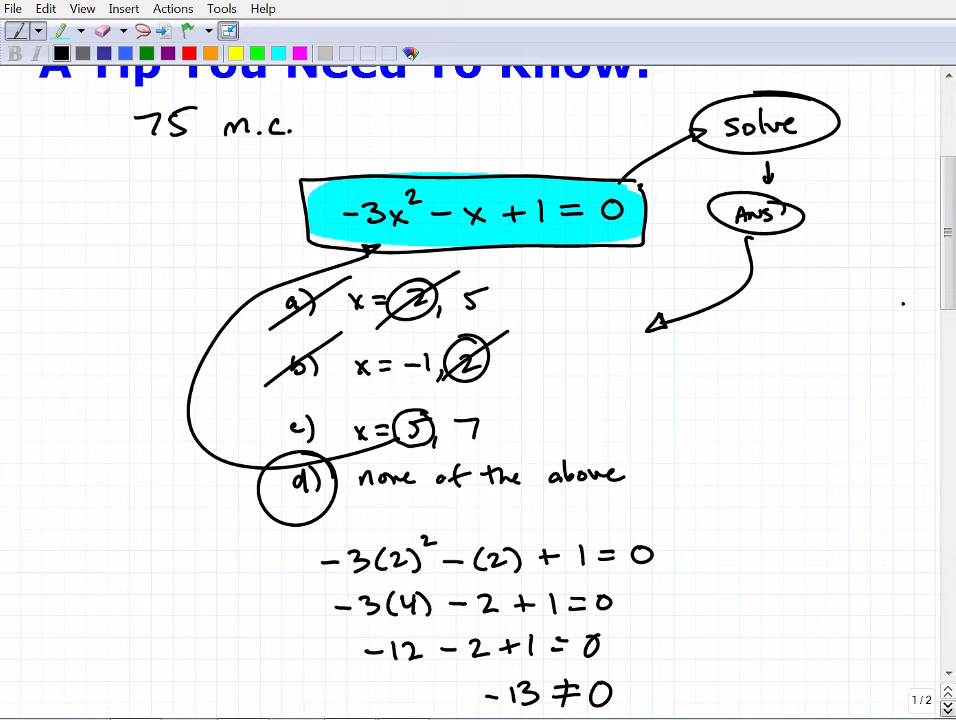 File Edit View Insert Actions Tools Help
B I
A Tip You Need To Know!
75 m.c.
solve
Ans
-3x² - x + 1 = 0
a) x = 2, 5
b) x = -1, 2
c) x = 5, 7
d) none of the above
-3(2)² - (2) + 1 = 0
-3(4) - 2 + 1 = 0
-12 - 2 + 1 = 0
-13 ≠ 0
1 / 2